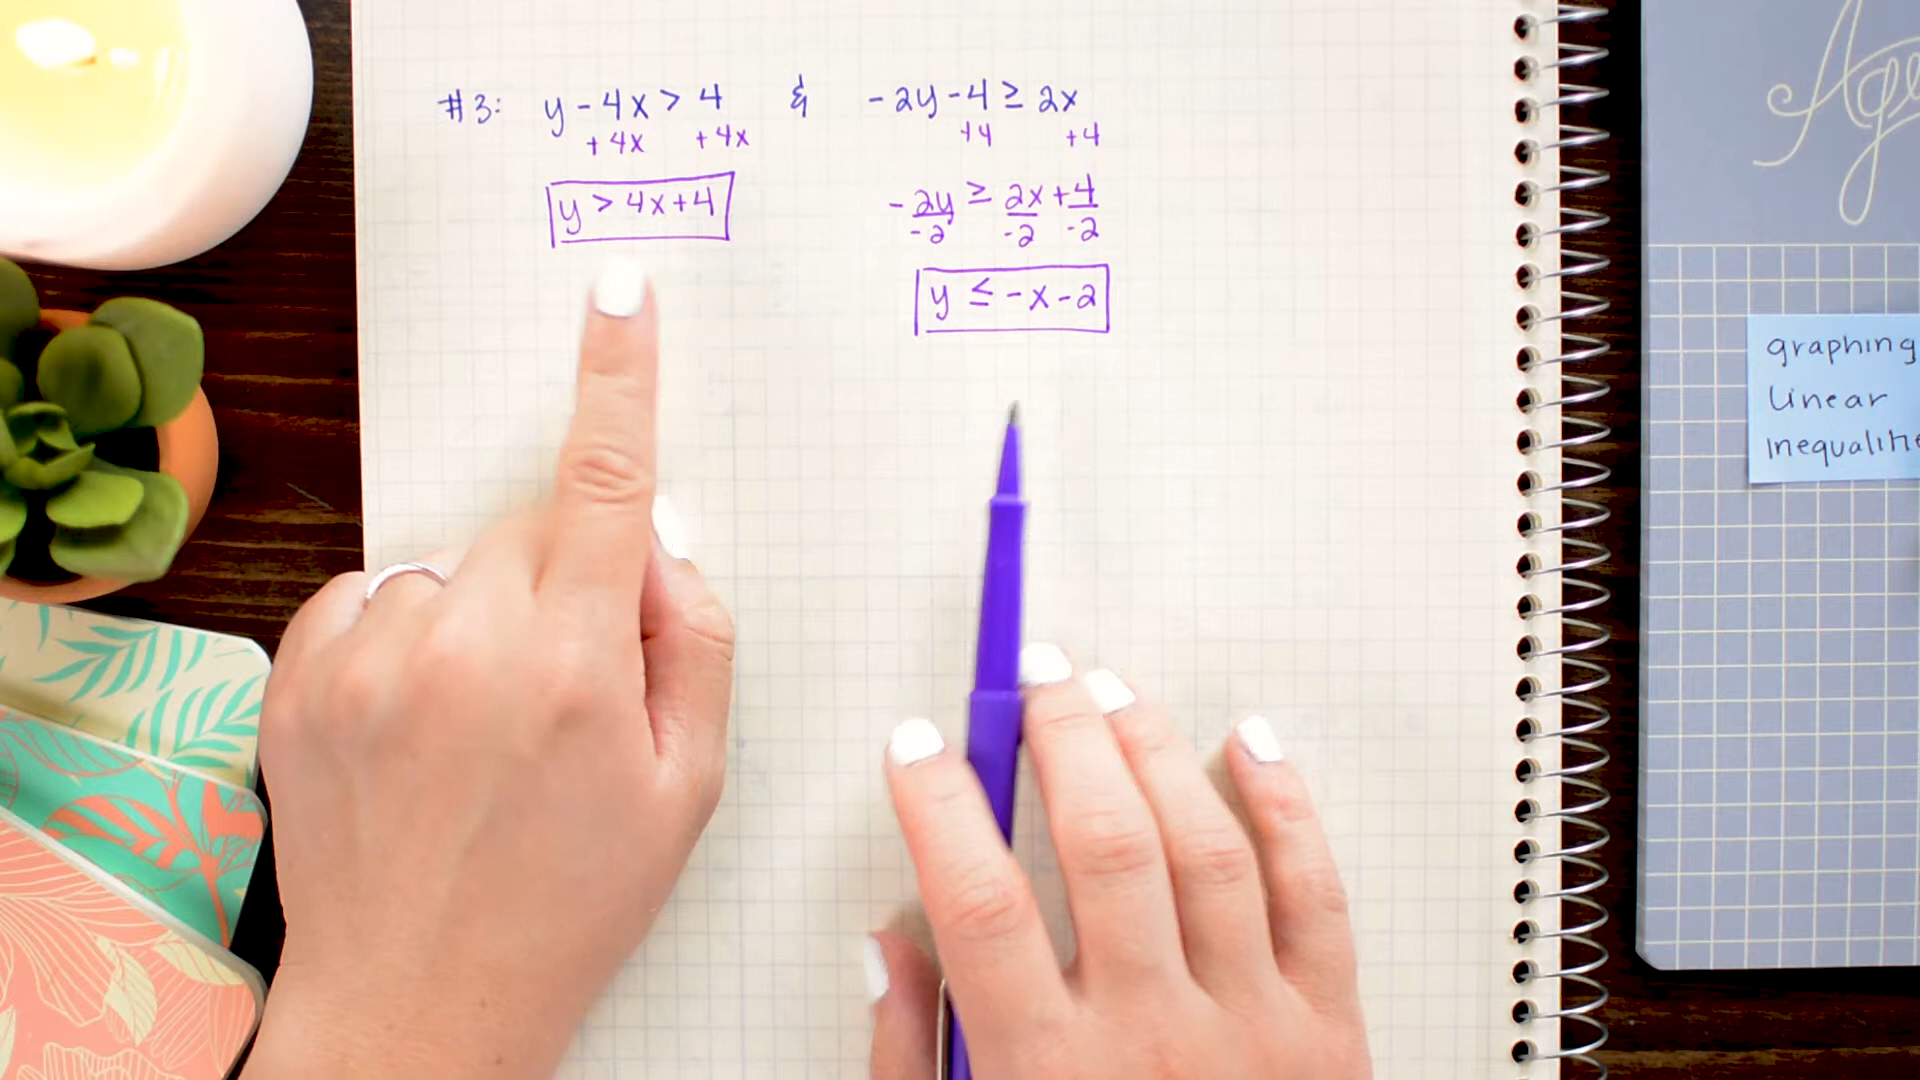 #3: y - 4x > 4 & -2y - 4 ≥ 2x
+4x +4x +4 +4
y > 4x+4
-2y ≥ 2x + 4
-2 -2 -2
y ≤ -x - 2
graphing
Linear